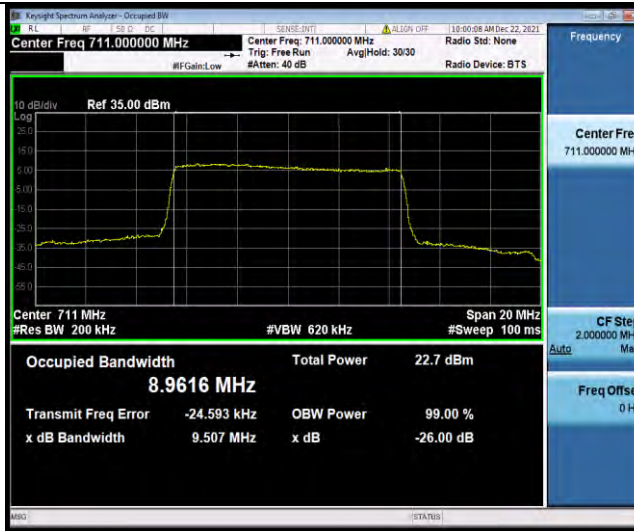 Keysight Spectrum Analyzer - Occupied BW
RL RF 50 Ω DC SENSE:INT ALIGN OFF 10:00:08 AM Dec 22, 2021
Center Freq 711.000000 MHz
Center Freq: 711.000000 MHz
Radio Std: None
Trig: Free Run Avg|Hold: 30/30
#IFGain:Low
#Atten: 40 dB
Radio Device: BTS
Frequency
10 dB/div Ref 35.00 dBm
Log
25.0
15.0
5.00
-5.00
-15.0
-25.0
-35.0
-45.0
-55.0
Center 711 MHz
Span 20 MHz
#Res BW 200 kHz
#VBW 620 kHz
#Sweep 100 ms
Center Fre
711.000000 MH
CF Ste
2.000000 MH
Auto Ma
Freq Offse
0 H
Occupied Bandwidth
8.9616 MHz
Total Power 22.7 dBm
Transmit Freq Error -24.593 kHz
OBW Power 99.00 %
x dB Bandwidth 9.507 MHz
x dB -26.00 dB
MSG
STATUS